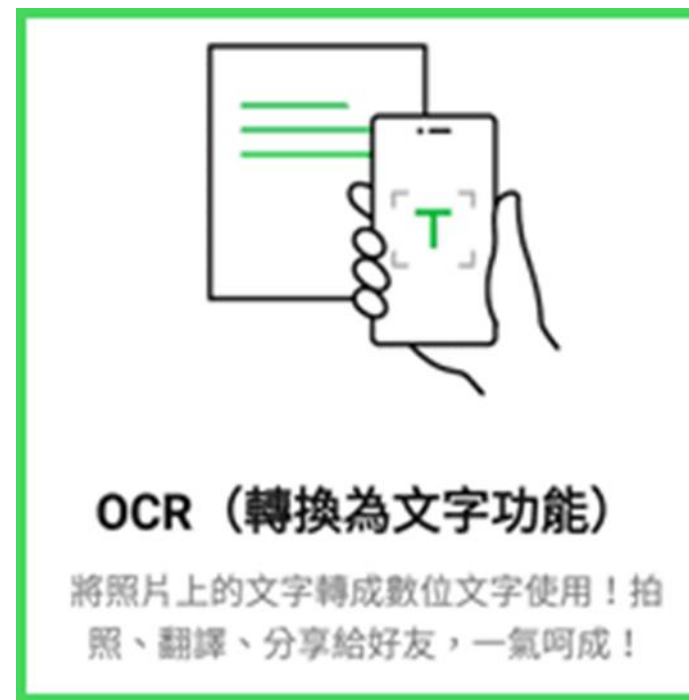 T
OCR（轉換為文字功能）
將照片上的文字轉成數位文字使用！拍
照、翻譯、分享給好友，一氣呵成！